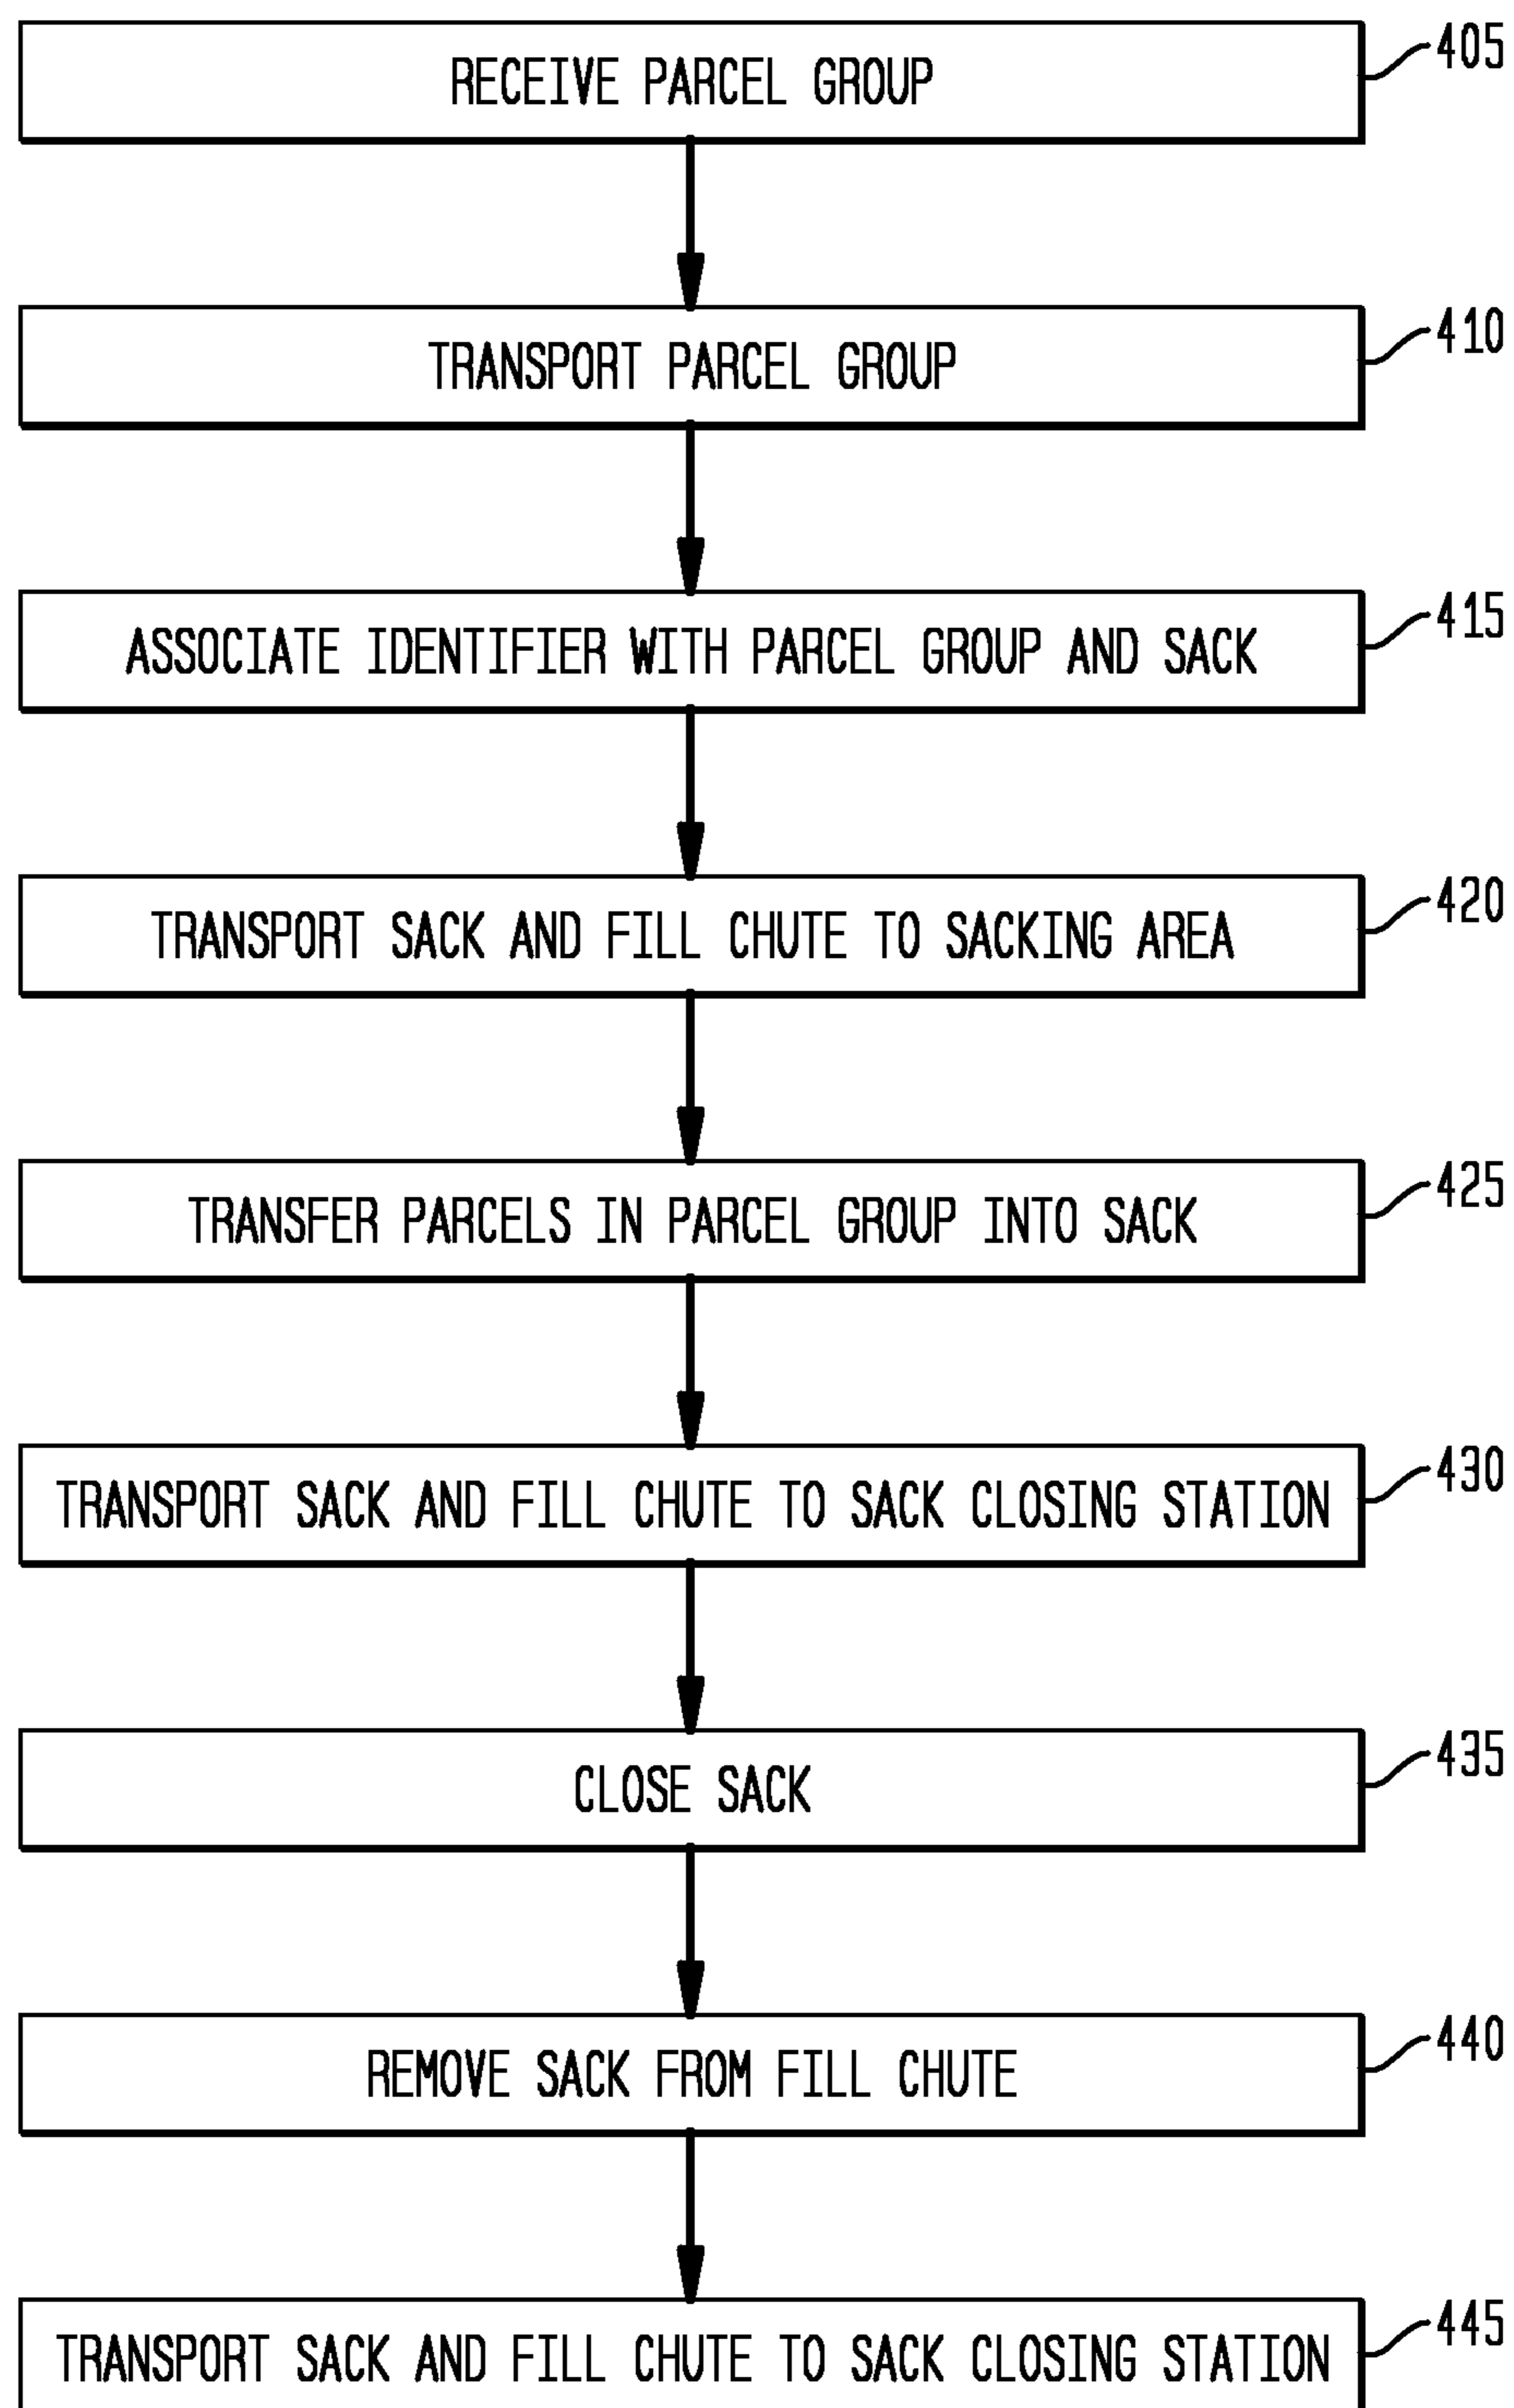 RECEIVE PARCEL GROUP
405
TRANSPORT PARCEL GROUP
410
ASSOCIATE IDENTIFIER WITH PARCEL GROUP AND SACK
415
TRANSPORT SACK AND FILL CHUTE TO SACKING AREA
420
TRANSFER PARCELS IN PARCEL GROUP INTO SACK
425
TRANSPORT SACK AND FILL CHUTE TO SACK CLOSING STATION
430
CLOSE SACK
435
REMOVE SACK FROM FILL CHUTE
440
TRANSPORT SACK AND FILL CHUTE TO SACK CLOSING STATION
445